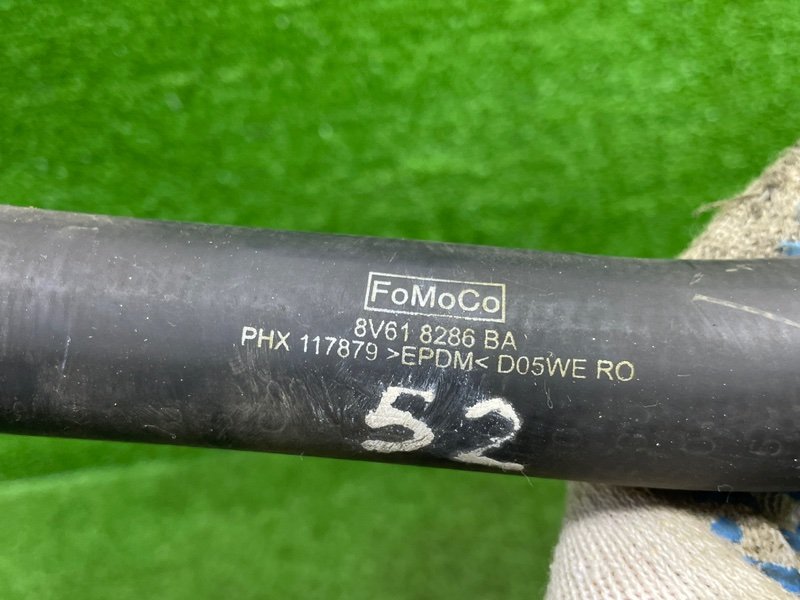 FoMoCo
8V61 8286 BA
PHX 117879 >EPDM< D05WE RO
52